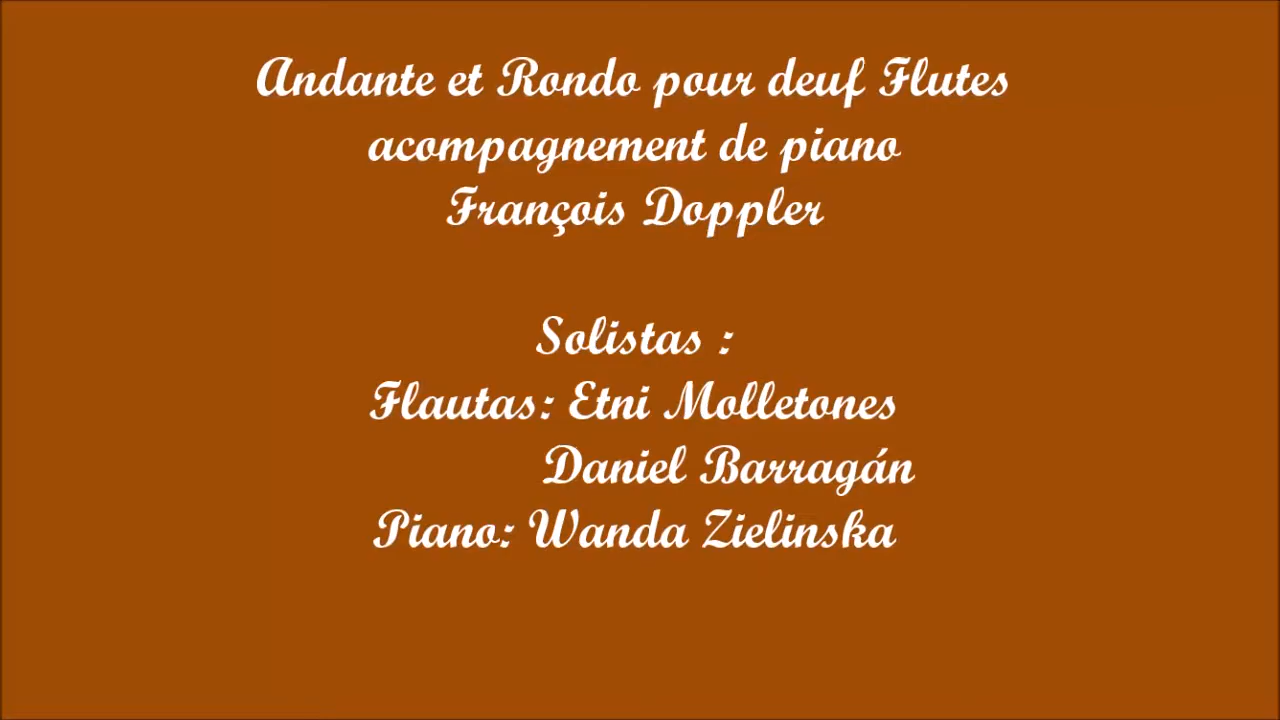 Andante et Rondo pour deuf Flutes
acompagnement de piano
François Doppler
Solistas :
Flautas: Etni Molletones
Daniel Barragán
Piano: Wanda Zielinska